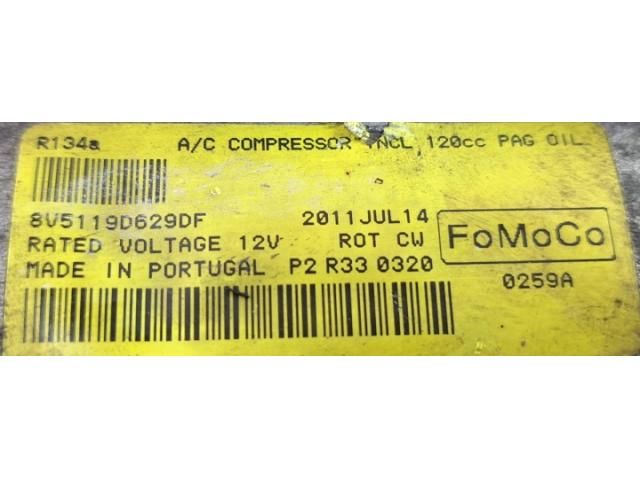 R134a A/C COMPRESSOR INCL 120cc PAG OIL
8V5119D629DF 2011JUL14
RATED VOLTAGE 12V ROT CW
MADE IN PORTUGAL P2 R33 0320
FoMoCo
0259A